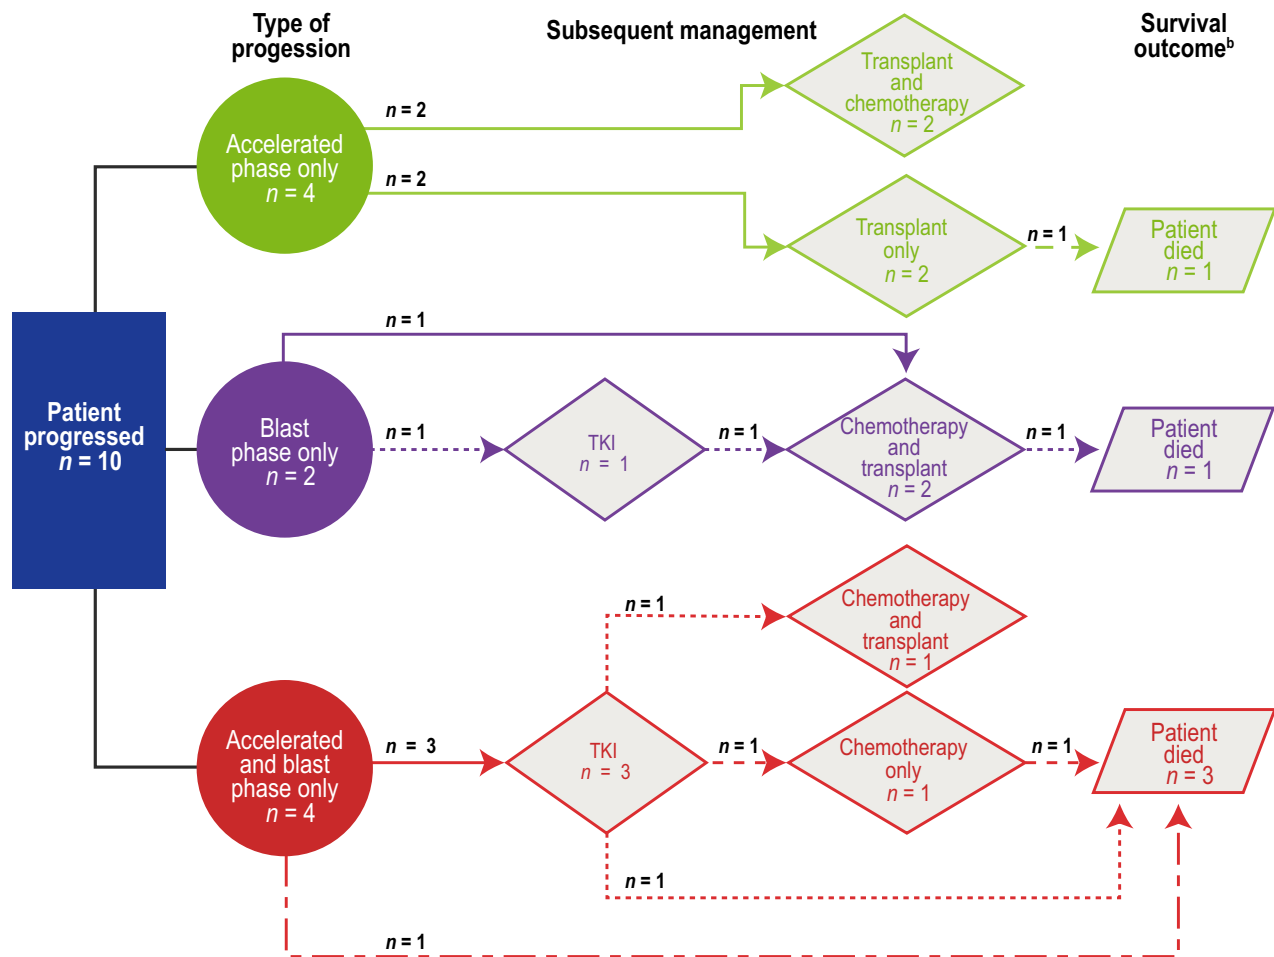 Type of
progession
Subsequent management
Survival
outcomeᵇ
Patient
progressed
n = 10
Accelerated
phase only
n = 4
n = 2
Transplant
and
chemotherapy
n = 2
n = 2
Transplant
only
n = 2
n = 1
Patient
died
n = 1
Blast
phase only
n = 2
n = 1
n = 1
TKI
n = 1
n = 1
Chemotherapy
and
transplant
n = 2
n = 1
Patient
died
n = 1
Accelerated
and blast
phase only
n = 4
n = 3
TKI
n = 3
n = 1
Chemotherapy
and
transplant
n = 1
n = 1
Chemotherapy
only
n = 1
n = 1
Patient
died
n = 3
n = 1
n = 1